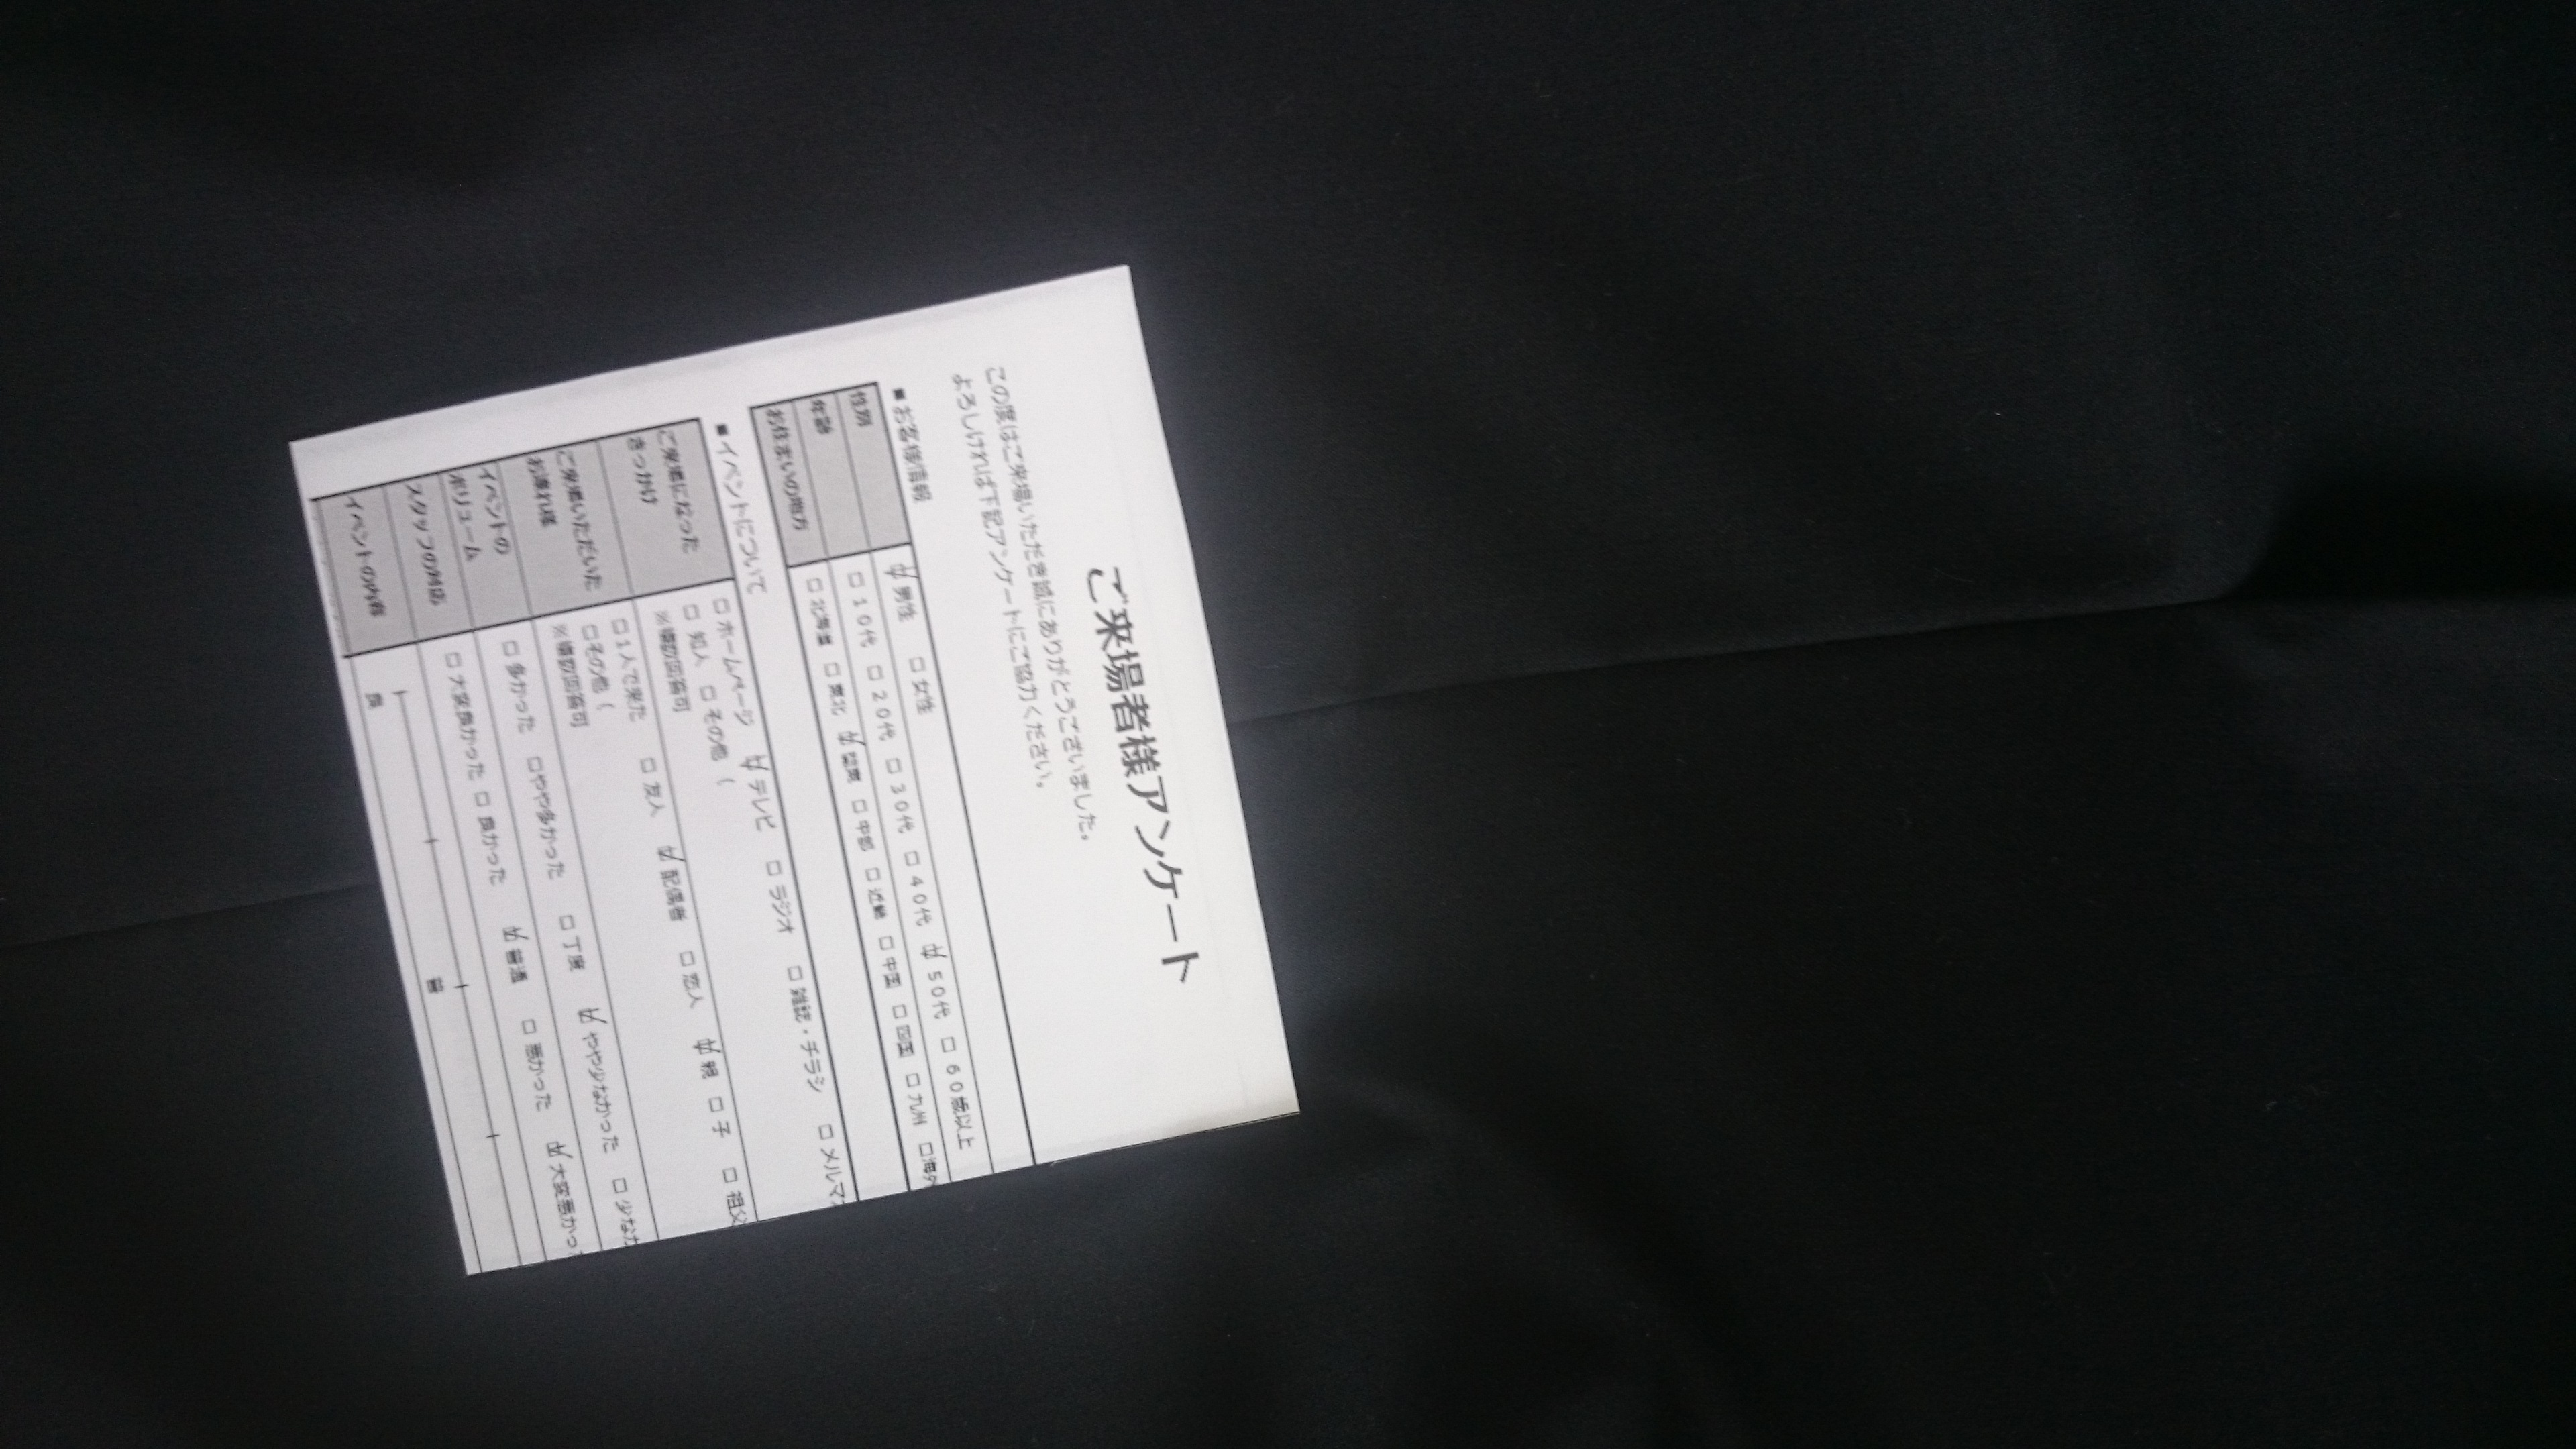 ご来場者様アンケート
この度はご来場いただき誠にありがとうございました。
よろしければ下記アンケートにご協力ください。
■お客様情報
性別 ☑男性 □女性
年齢 □10代 □20代 □30代 □40代 ☑50代 □60歳以上
お住まいの地方 □北海道 □東北 ☑関東 □中部 □近畿 □中国 □四国 □九州 □海外
■イベントについて
ご来場になった
きっかけ
□ホームページ ☑テレビ □ラジオ □雑誌・チラシ □メルマ
□知人 □その他 (
※複数回答可
ご来場いただいた
お連れ様
□1人で来た □友人 ☑配偶者 □恋人 ☑親 □子 □祖父
□その他 (
※複数回答可
イベントの
ボリューム
□多かった □やや多かった □丁度 ☑やや少なかった □少なた
スタッフの対応 □大変良かった □良かった ☑普通 □悪かった ☑大変悪かっ
イベントの内容
良 普